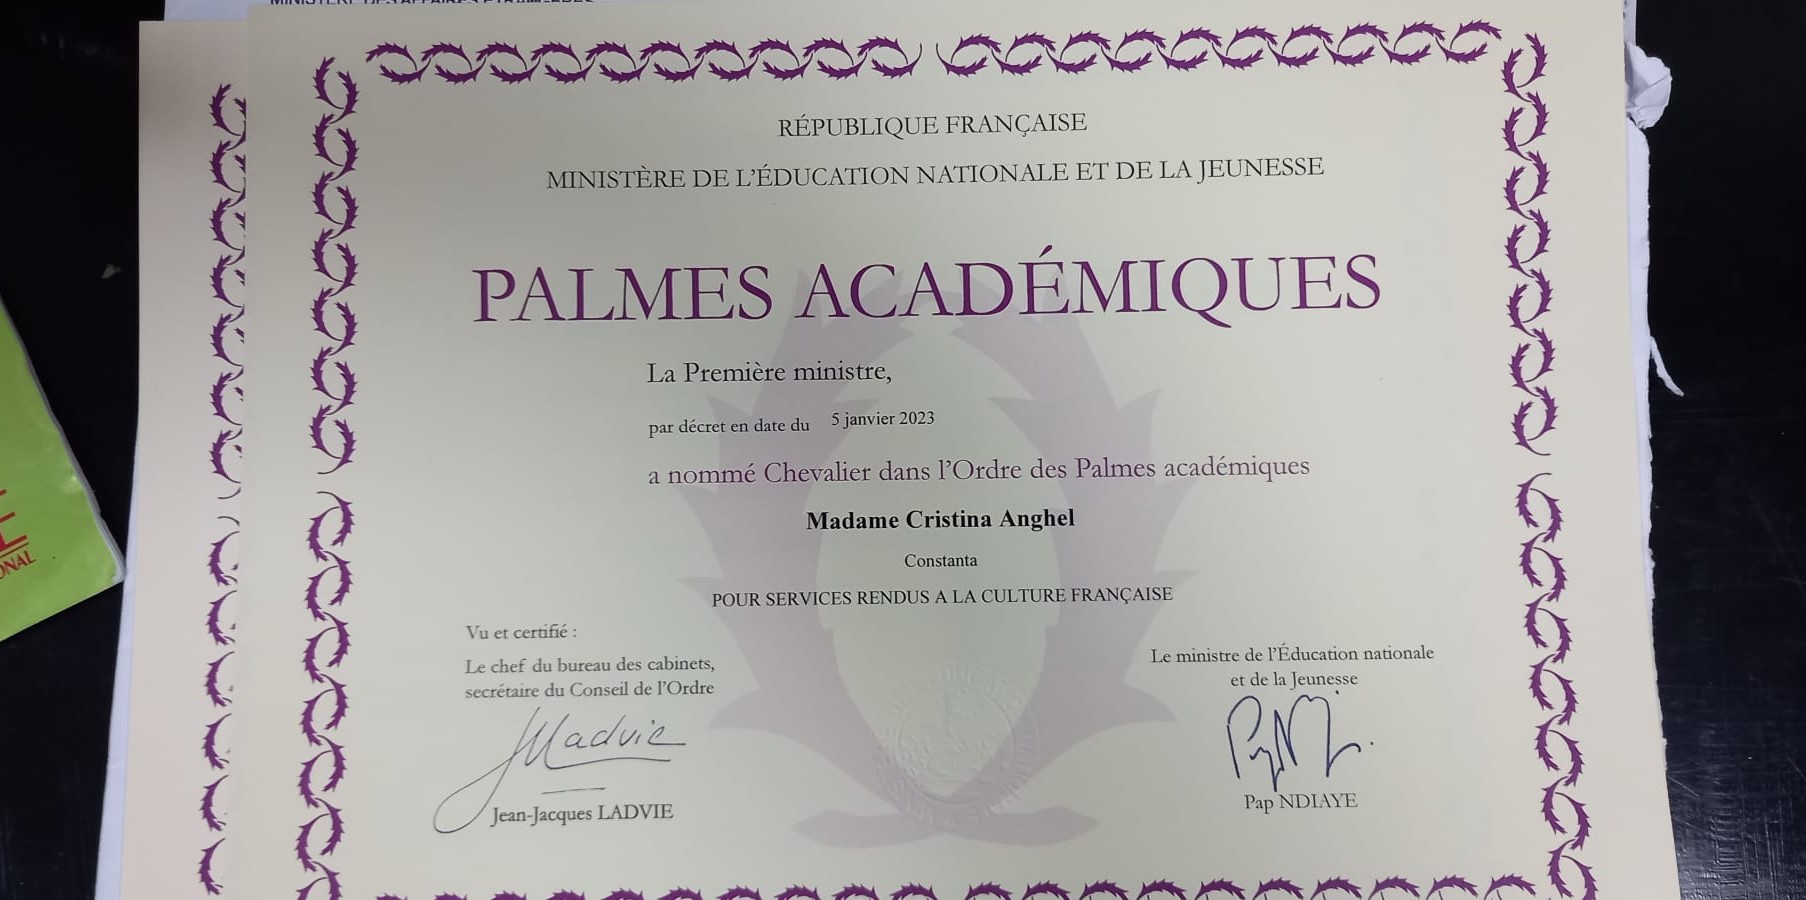 RÉPUBLIQUE FRANÇAISE
MINISTÈRE DE L'ÉDUCATION NATIONALE ET DE LA JEUNESSE
PALMES ACADÉMIQUES
La Première ministre,
par décret en date du 5 janvier 2023
a nommé Chevalier dans l'Ordre des Palmes académiques
Madame Cristina Anghel
Constanta
POUR SERVICES RENDUS A LA CULTURE FRANÇAISE
Vu et certifié :
Le chef du bureau des cabinets,
secrétaire du Conseil de l'Ordre
Jean-Jacques LADVIE
Le ministre de l'Éducation nationale
et de la Jeunesse
Pap NDIAYE